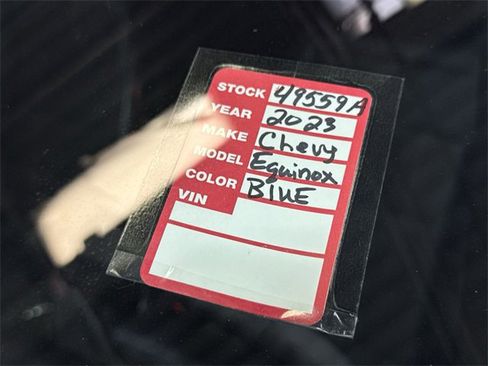 STOCK 49559A
YEAR 2023
MAKE Chevy
MODEL Equinox
COLOR BlUE
VIN